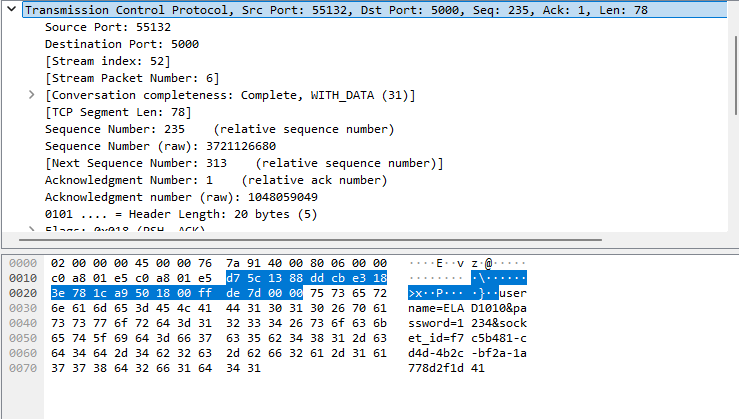 Transmission Control Protocol, Src Port: 55132, Dst Port: 5000, Seq: 235, Ack: 1, Len: 78
Source Port: 55132
Destination Port: 5000
[Stream index: 52]
[Stream Packet Number: 6]
[Conversation completeness: Complete, WITH_DATA (31)]
[TCP Segment Len: 78]
Sequence Number: 235    (relative sequence number)
Sequence Number (raw): 3721126680
[Next Sequence Number: 313    (relative sequence number)]
Acknowledgment Number: 1    (relative ack number)
Acknowledgment number (raw): 1048059049
0101 .... = Header Length: 20 bytes (5)
Flags: 0x018 (PSH, ACK)
0000  02 00 00 00 45 00 00 76  7a 91 40 00 80 06 00 00  ····E··v z·@·····
0010  c0 a8 01 e5 c0 a8 01 e5  d7 5c 13 88 dd cb e3 18  ········ ·\······
0020  3e 78 1c a9 50 18 00 ff  de 7d 00 00 75 73 65 72  >x··P··· ·}··user
0030  6e 61 6d 65 3d 45 4c 41  44 31 30 31 30 26 70 61  name=ELA D1010&pa
0040  73 73 77 6f 72 64 3d 31  32 33 34 26 73 6f 63 6b  ssword=1 234&sock
0050  65 74 5f 69 64 3d 66 37  63 35 62 34 38 31 2d 63  et_id=f7 c5b481-c
0060  64 34 64 2d 34 62 32 63  2d 62 66 32 61 2d 31 61  d4d-4b2c -bf2a-1a
0070  37 37 38 64 32 66 31 64  34 31  778d2f1d 41